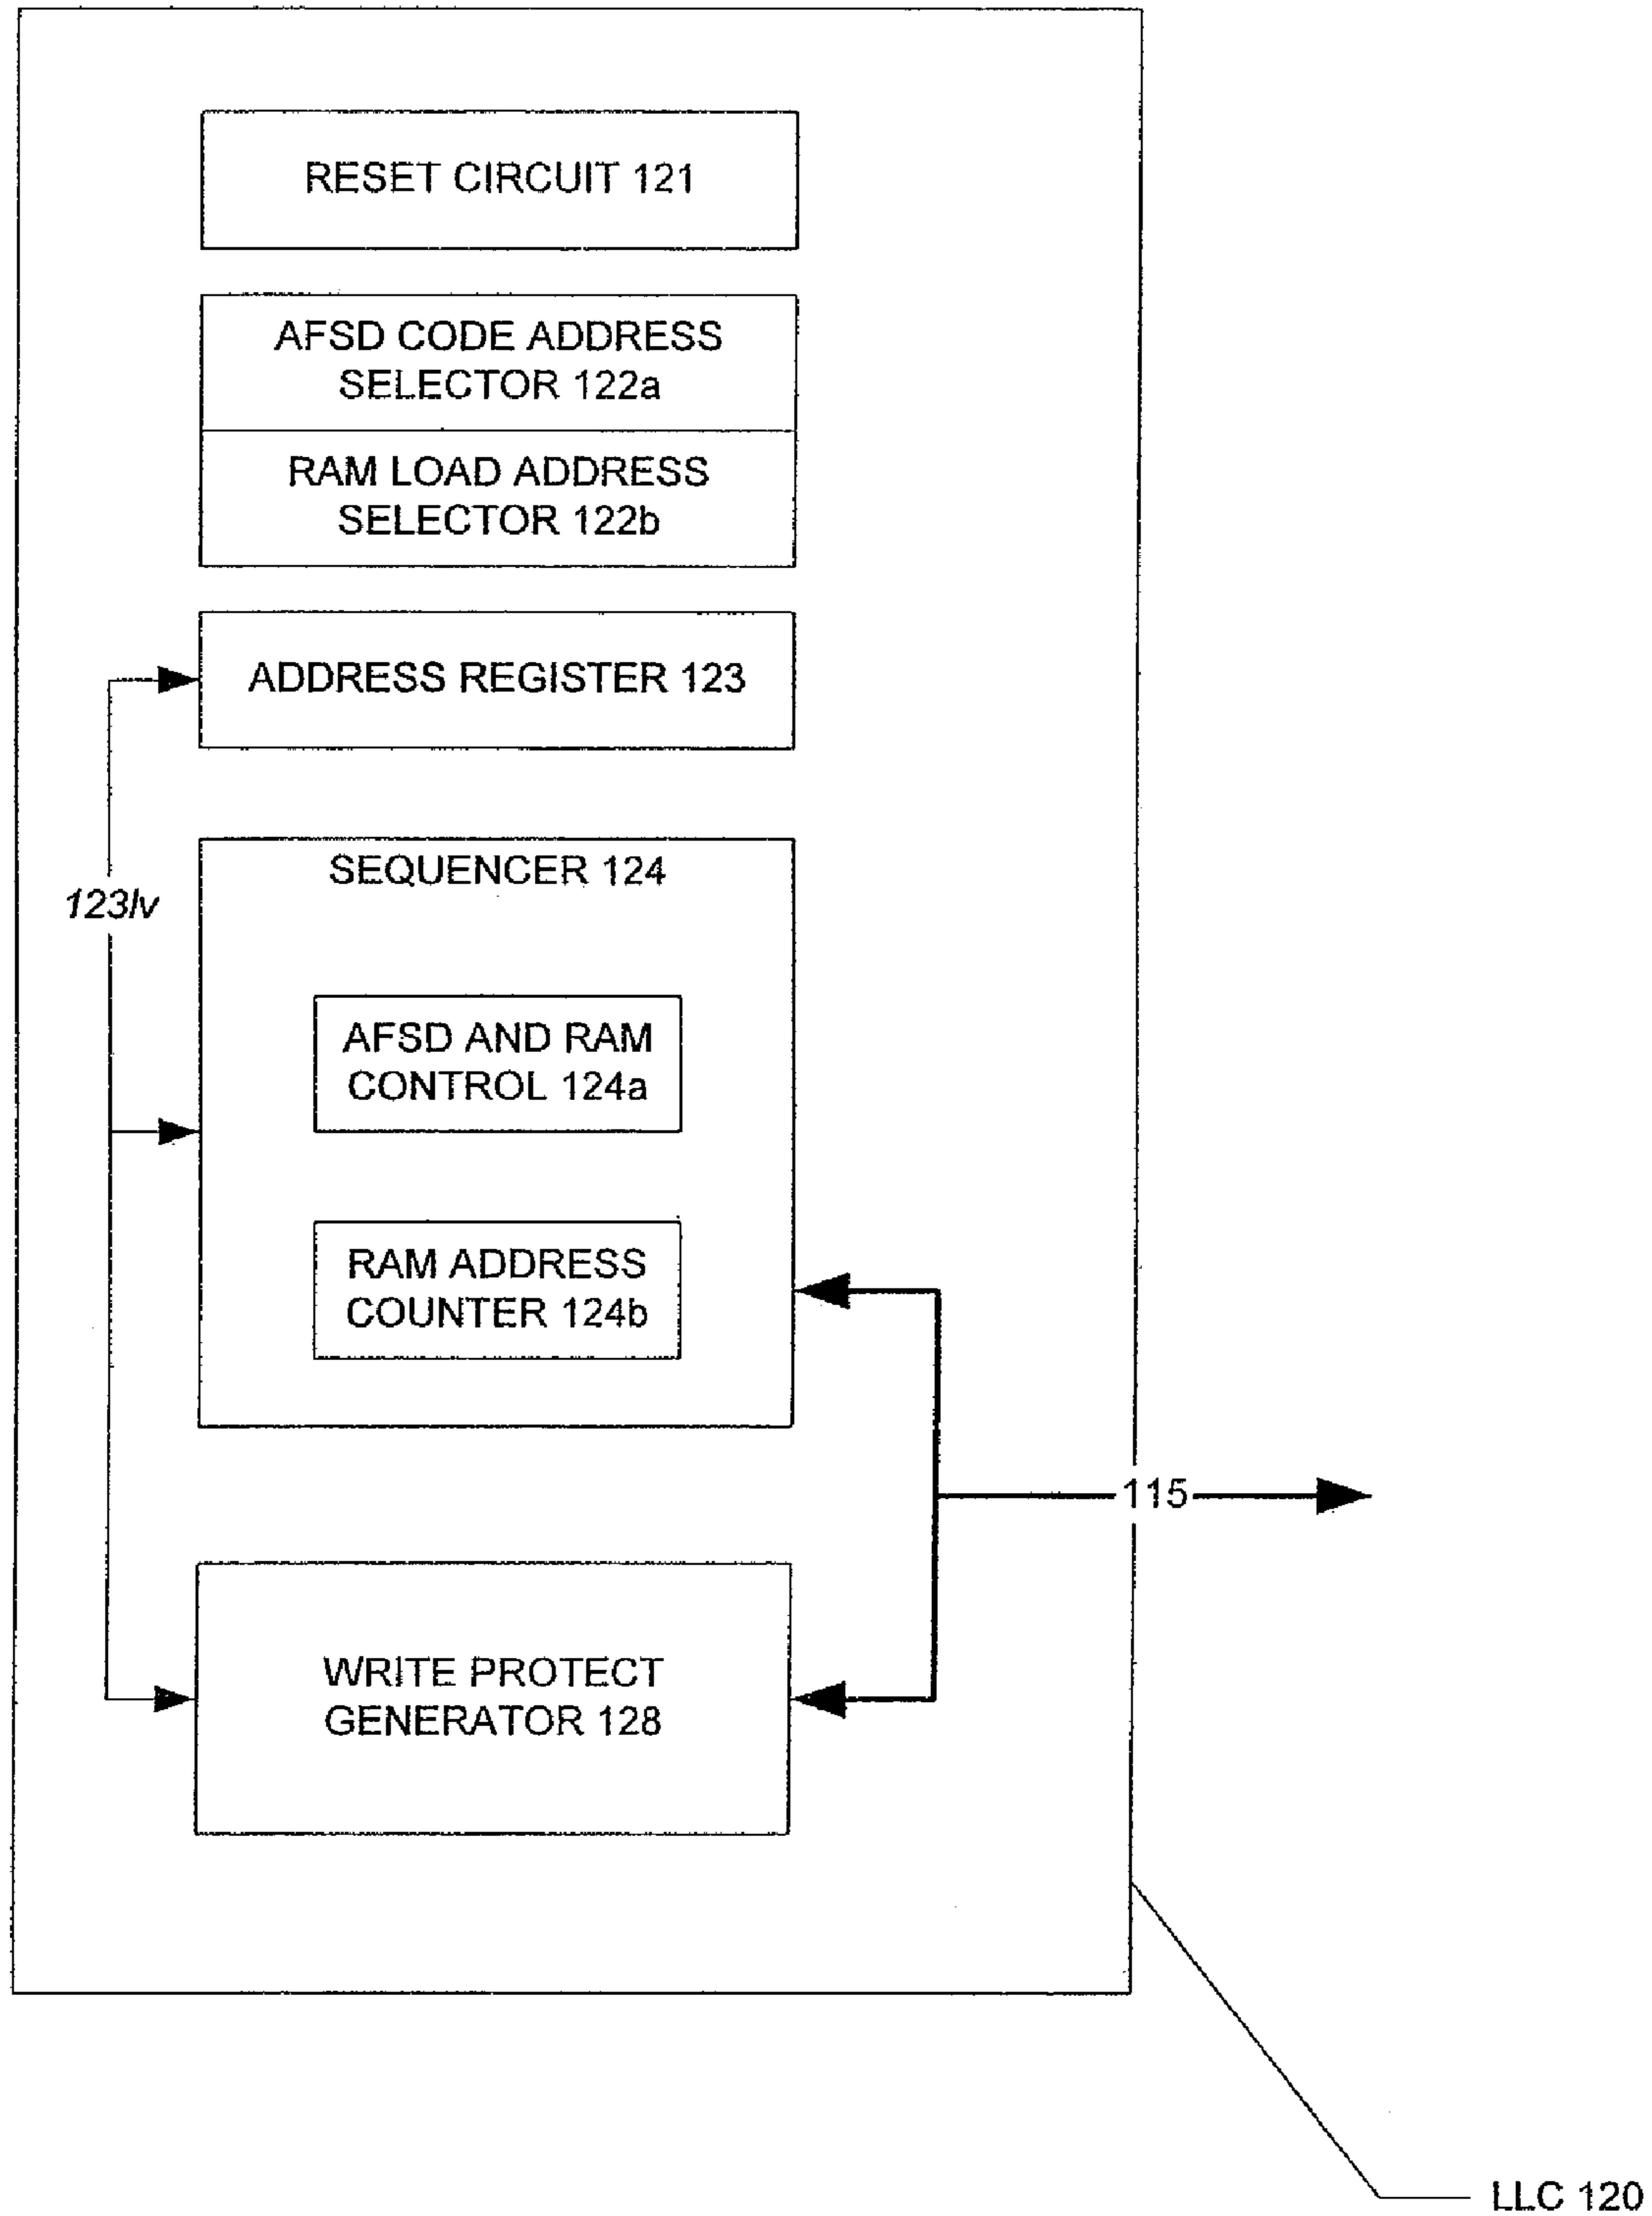 RESET CIRCUIT 121
AFSD CODE ADDRESS
SELECTOR 122a
RAM LOAD ADDRESS
SELECTOR 122b
ADDRESS REGISTER 123
SEQUENCER 124
123lv
AFSD AND RAM
CONTROL 124a
RAM ADDRESS
COUNTER 124b
115
WRITE PROTECT
GENERATOR 128
LLC 120